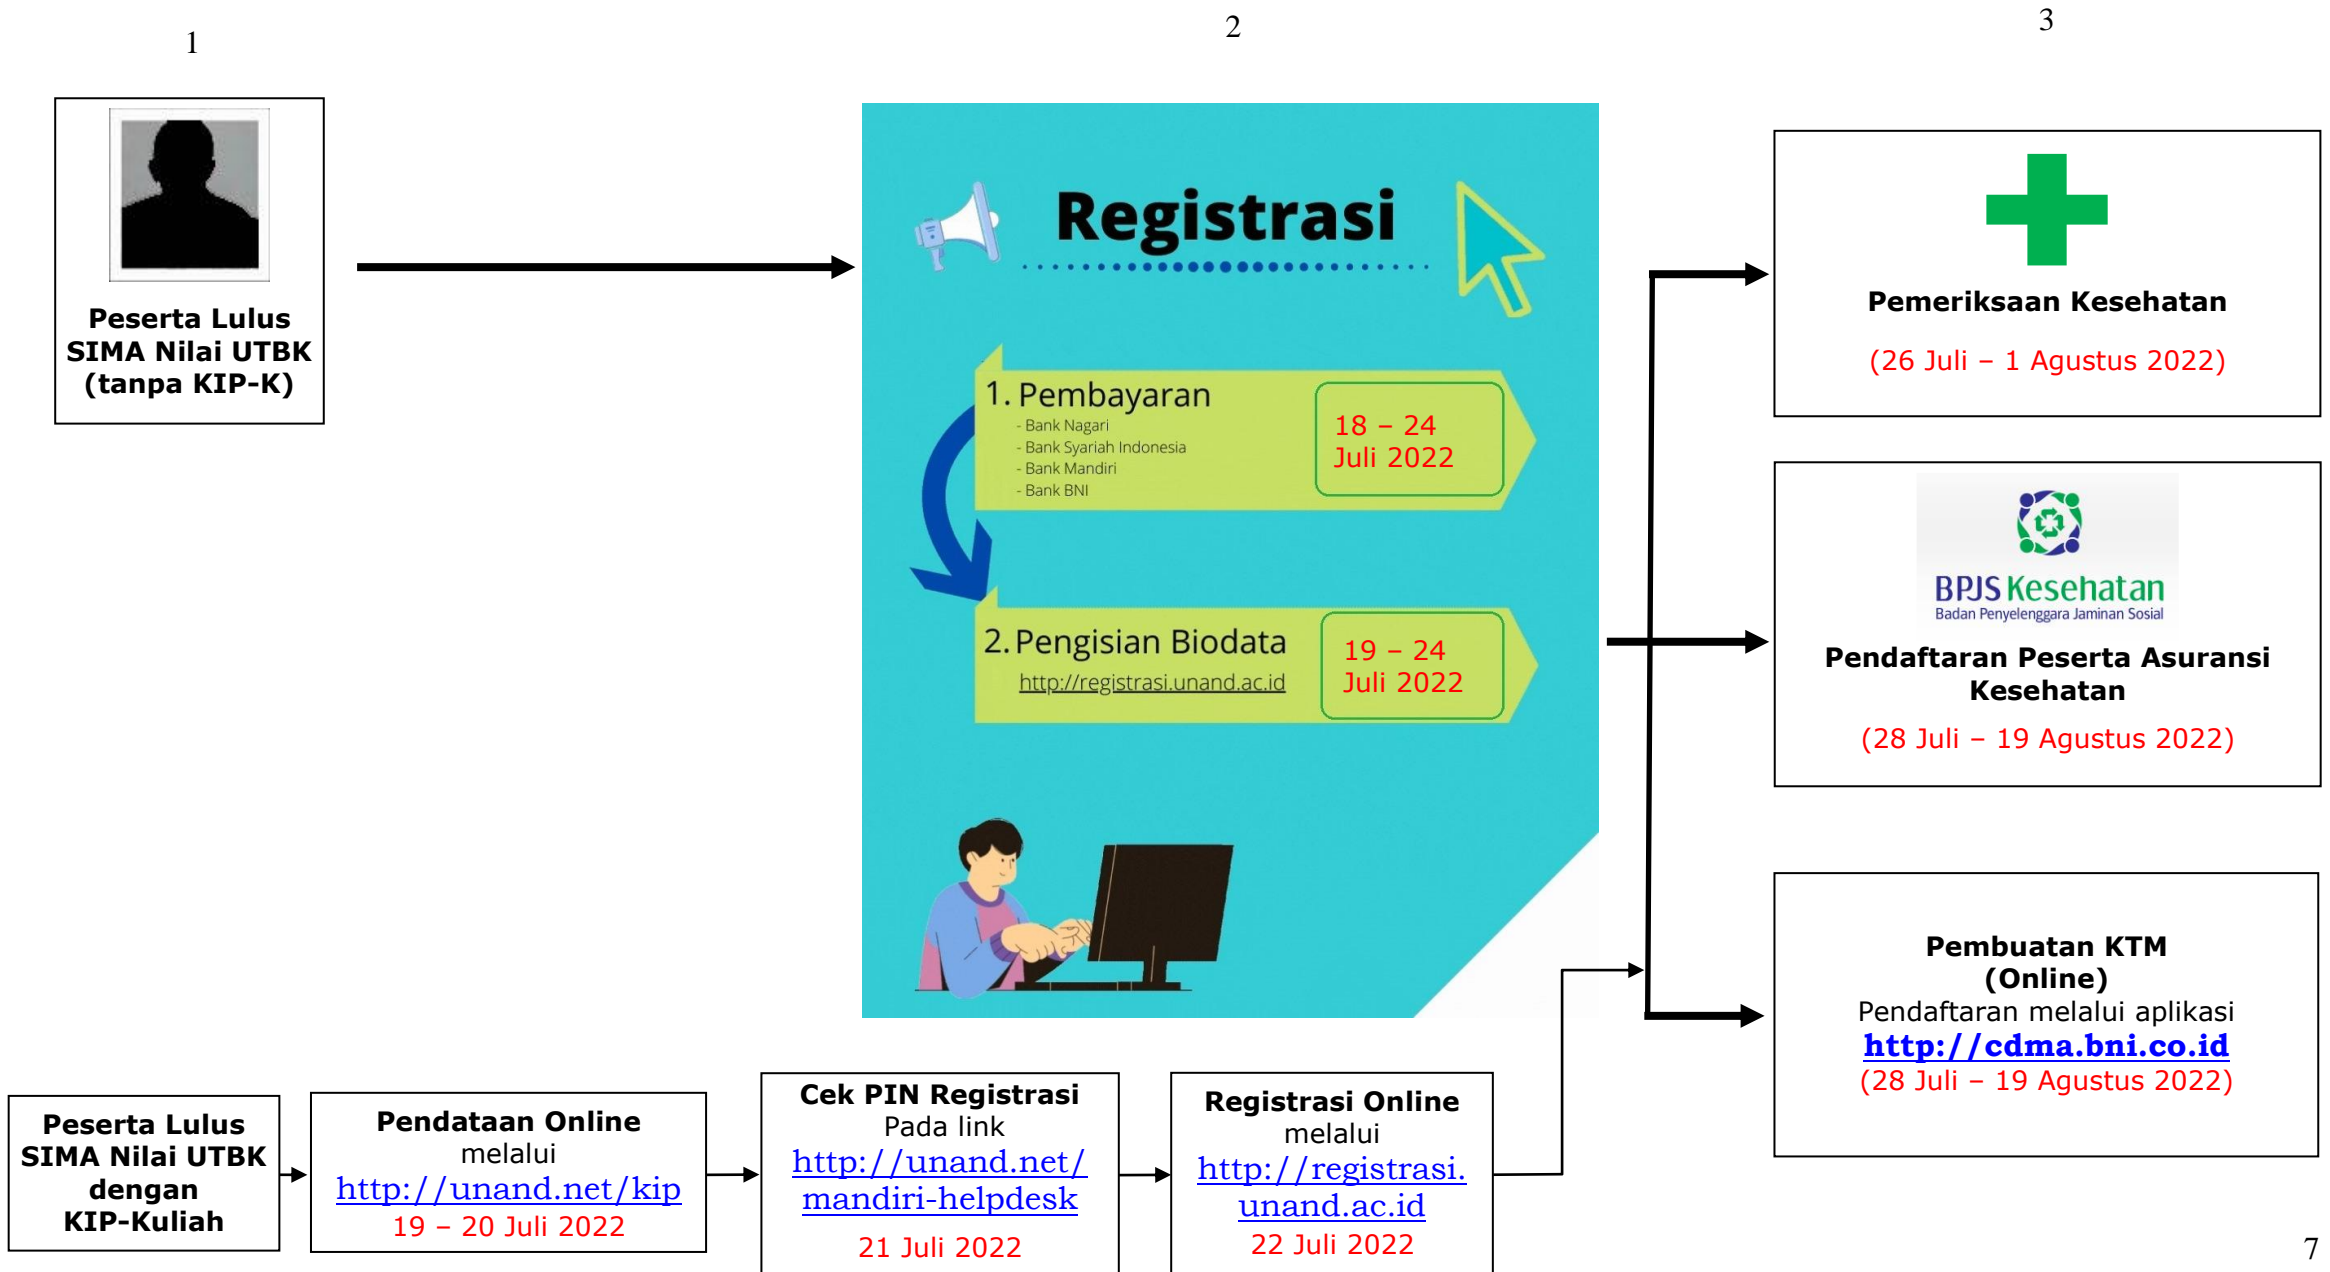 1
2
3
Peserta Lulus
SIMA Nilai UTBK
(tanpa KIP-K)
Registrasi
1. Pembayaran
- Bank Nagari
- Bank Syariah Indonesia
- Bank Mandiri
- Bank BNI
18 – 24
Juli 2022
2. Pengisian Biodata
http://registrasi.unand.ac.id
19 – 24
Juli 2022
Pemeriksaan Kesehatan
(26 Juli – 1 Agustus 2022)
BPJS Kesehatan
Badan Penyelenggara Jaminan Sosial
Pendaftaran Peserta Asuransi
Kesehatan
(28 Juli – 19 Agustus 2022)
Pembuatan KTM
(Online)
Pendaftaran melalui aplikasi
http://cdma.bni.co.id
(28 Juli – 19 Agustus 2022)
Peserta Lulus
SIMA Nilai UTBK
dengan
KIP-Kuliah
Pendataan Online
melalui
http://unand.net/kip
19 – 20 Juli 2022
Cek PIN Registrasi
Pada link
http://unand.net/
mandiri-helpdesk
21 Juli 2022
Registrasi Online
melalui
http://registrasi.
unand.ac.id
22 Juli 2022
7